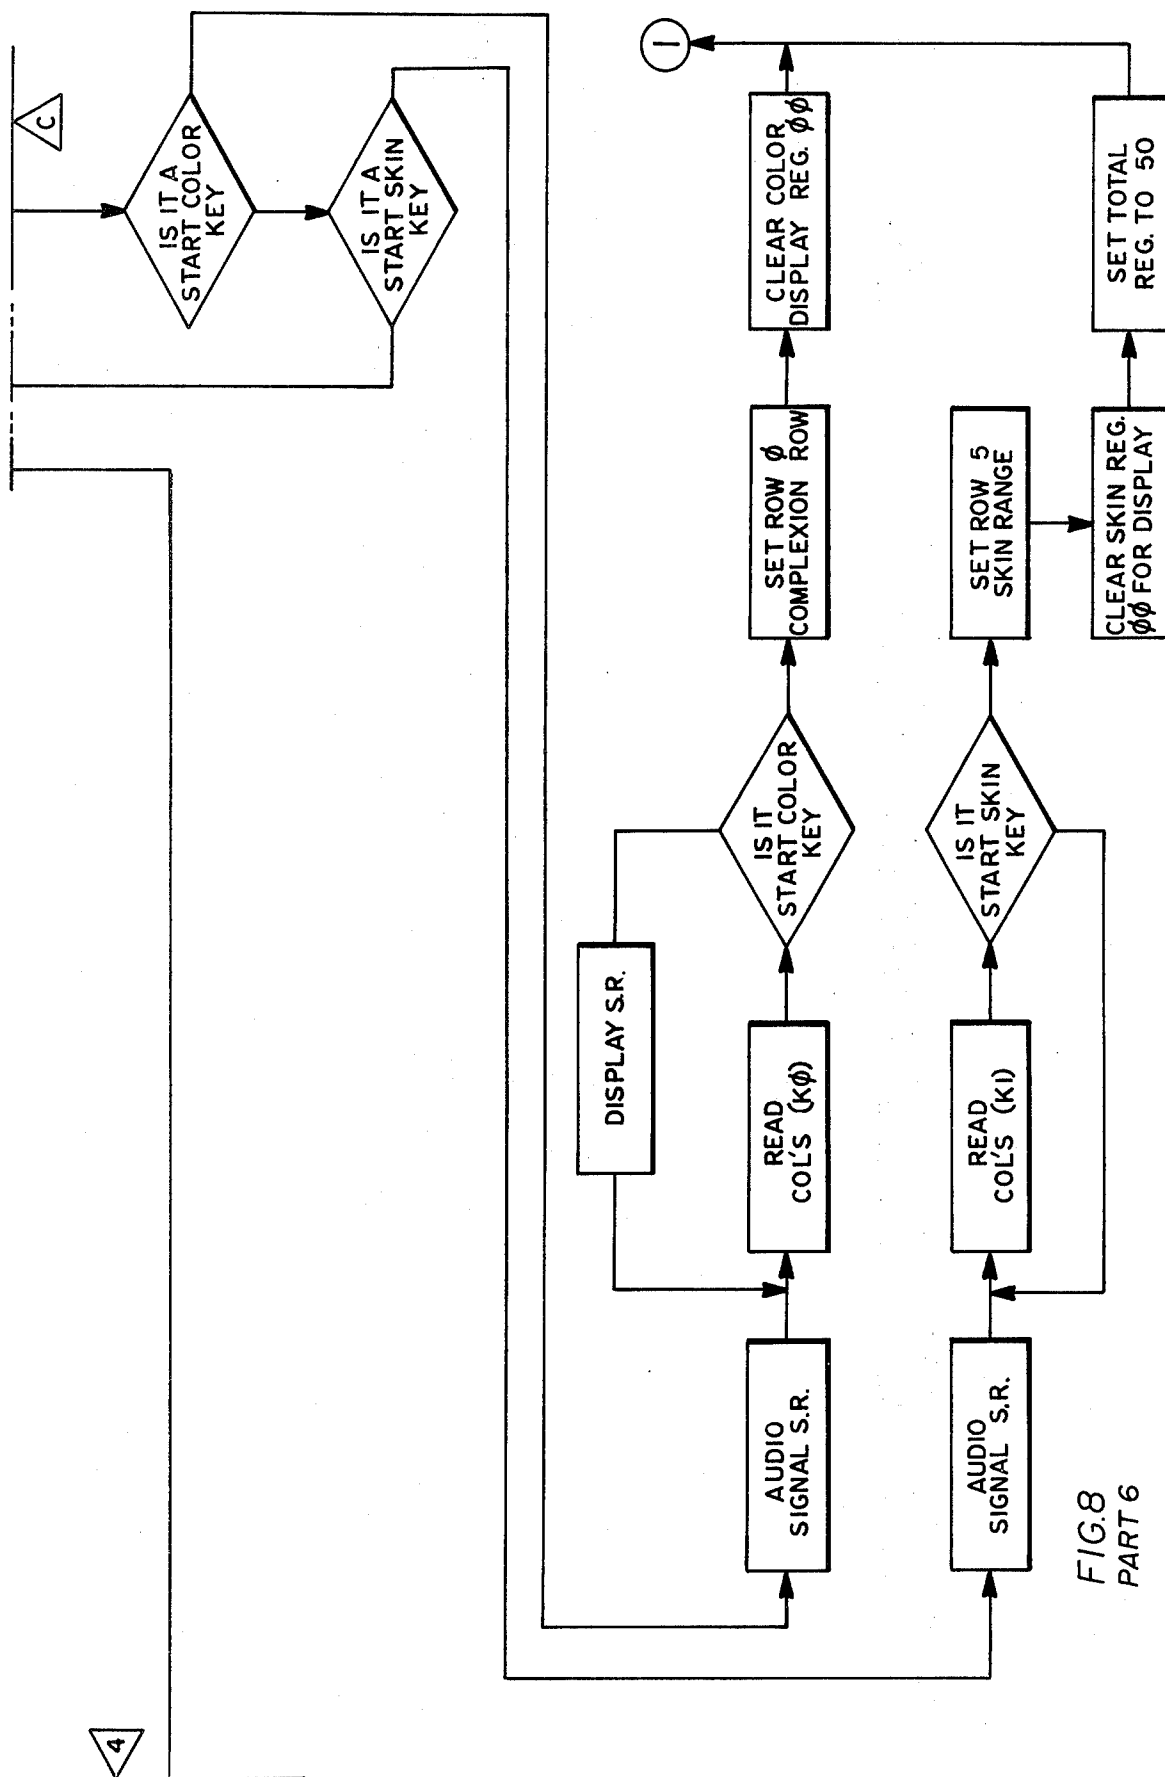 4
C
IS IT A
START COLOR
KEY
IS IT A
START SKIN
KEY
DISPLAY S.R.
AUDIO
SIGNAL S.R.
READ
COL'S (KØ)
IS IT
START COLOR
KEY
SET ROW Ø
COMPLEXION ROW
CLEAR COLOR
DISPLAY REG. ØØ
1
AUDIO
SIGNAL S.R.
READ
COL'S (K1)
IS IT
START SKIN
KEY
SET ROW 5
SKIN RANGE
CLEAR SKIN REG.
ØØ FOR DISPLAY
SET TOTAL
REG. TO 50
FIG.8
PART 6